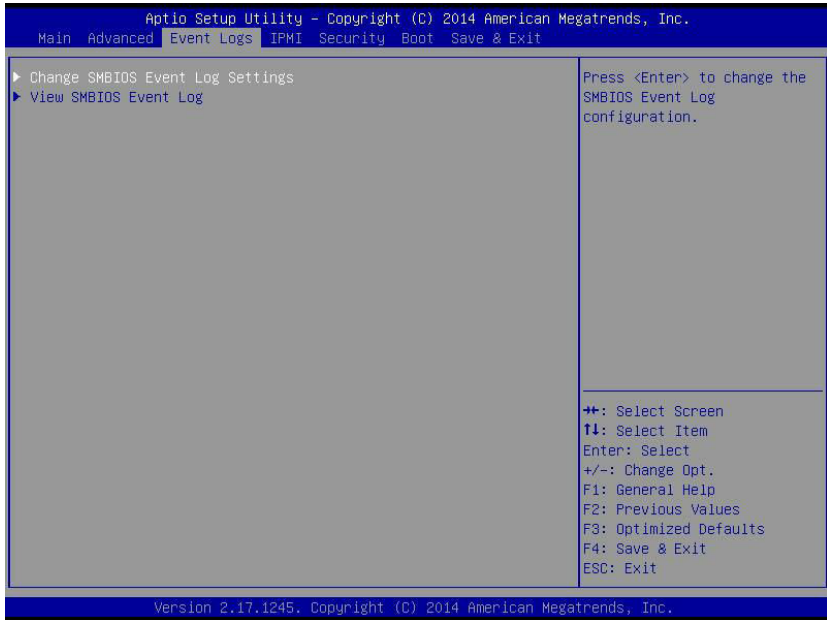 Aptio Setup Utility – Copyright (C) 2014 American Megatrends, Inc.
Main Advanced Event Logs IPMI Security Boot Save & Exit
▶ Change SMBIOS Event Log Settings
▶ View SMBIOS Event Log
Press <Enter> to change the
SMBIOS Event Log
configuration.
→←: Select Screen
↑↓: Select Item
Enter: Select
+/-: Change Opt.
F1: General Help
F2: Previous Values
F3: Optimized Defaults
F4: Save & Exit
ESC: Exit
Version 2.17.1245. Copyright (C) 2014 American Megatrends, Inc.